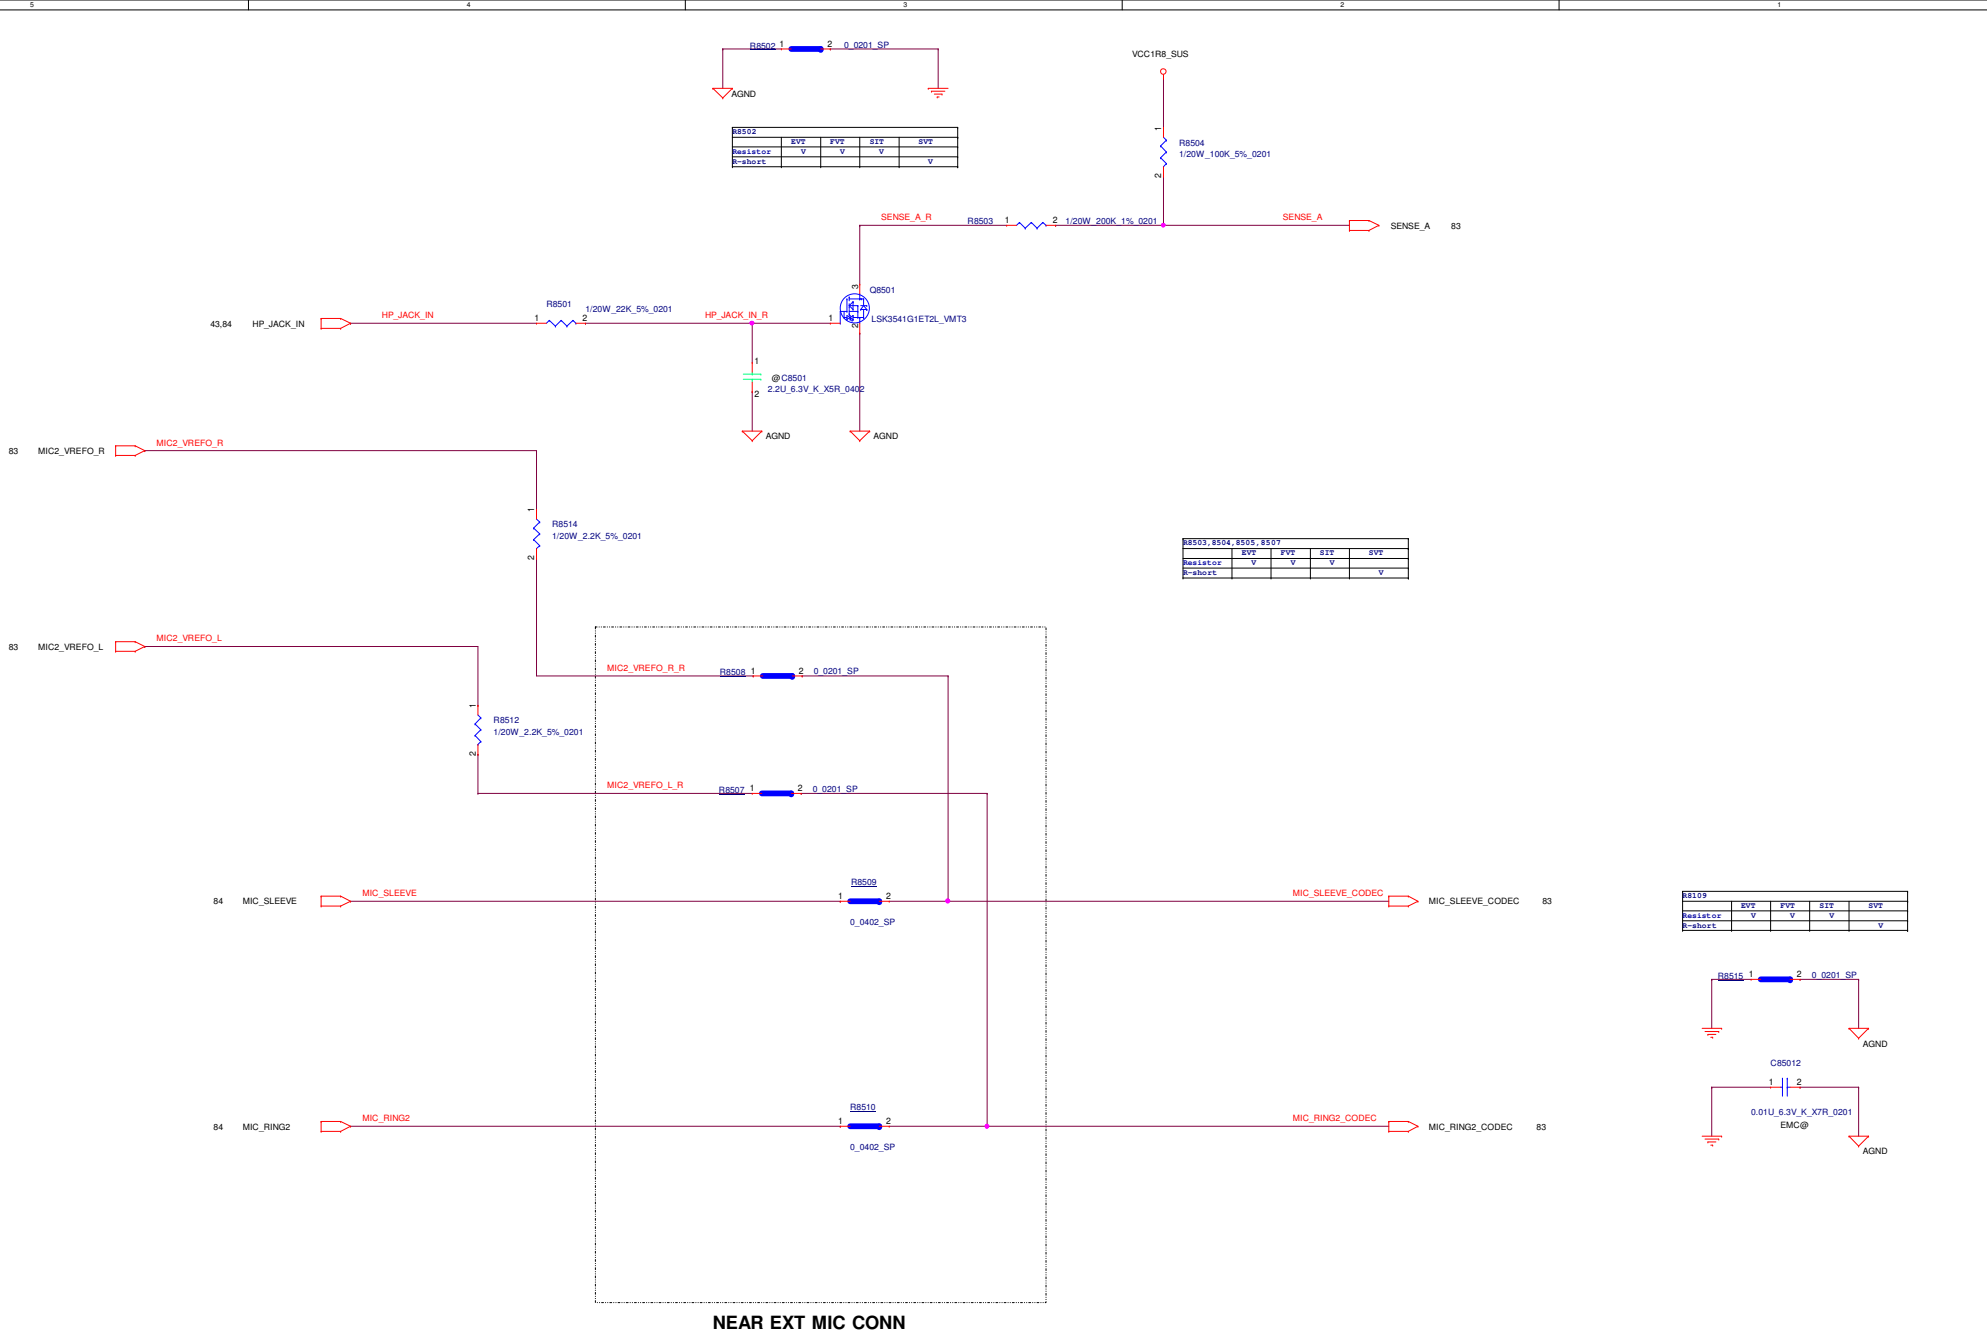 5 4 3 2 1
R8502 1 2 0_0201_SP
VCC1R8_SUS
AGND
R8502
EVT FVT SIT SVT
Resistor V V V
R-short V
1
R8504
1/20W_100K_5%_0201
2
SENSE_A_R R8503 1 2 1/20W_200K_1%_0201 SENSE_A SENSE_A 83
3
Q8501
43,84 HP_JACK_IN HP_JACK_IN R8501 1 2 1/20W_22K_5%_0201 HP_JACK_IN_R 1 LSK3541G1ET2L_VMT3
2
1
@C8501
2.2U_6.3V_K_X5R_0402
2
AGND AGND
83 MIC2_VREFO_R MIC2_VREFO_R
1
R8514
1/20W_2.2K_5%_0201
2
R8503,8504,8505,8507
EVT FVT SIT SVT
Resistor V V V
R-short V
83 MIC2_VREFO_L MIC2_VREFO_L
MIC2_VREFO_R_R R8508 1 2 0_0201_SP
1
R8512
1/20W_2.2K_5%_0201
2
MIC2_VREFO_L_R R8507 1 2 0_0201_SP
R8509
84 MIC_SLEEVE MIC_SLEEVE 1 2 MIC_SLEEVE_CODEC MIC_SLEEVE_CODEC 83
0_0402_SP
R8109
EVT FVT SIT SVT
Resistor V V V
R-short V
R8515 1 2 0_0201_SP
AGND
C85012
1 2
0.01U_6.3V_K_X7R_0201
EMC@
AGND
R8510
84 MIC_RING2 MIC_RING2 1 2 MIC_RING2_CODEC MIC_RING2_CODEC 83
0_0402_SP
NEAR EXT MIC CONN